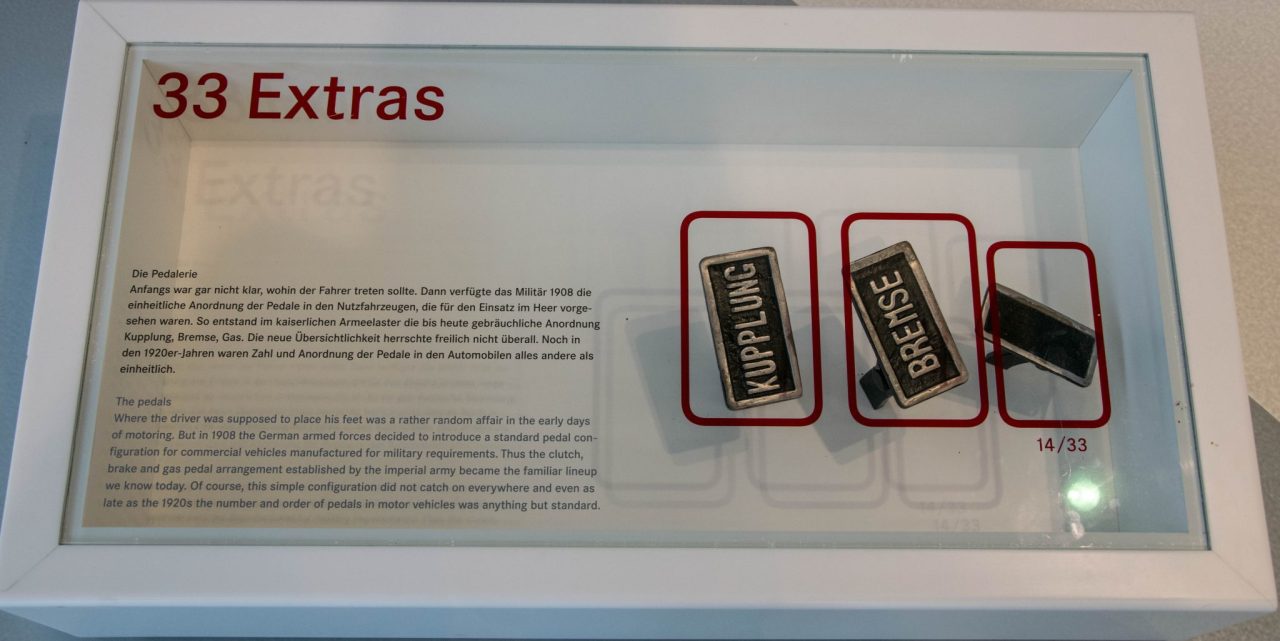 33 Extras
Die Pedalerie
Anfangs war gar nicht klar, wohin der Fahrer treten sollte. Dann verfügte das Militär 1908 die
einheitliche Anordnung der Pedale in den Nutzfahrzeugen, die für den Einsatz im Heer vorge-
sehen waren. So entstand im kaiserlichen Armeelaster die bis heute gebräuchliche Anordnung
Kupplung, Bremse, Gas. Die neue Übersichtlichkeit herrschte freilich nicht überall. Noch in
den 1920er-Jahren waren Zahl und Anordnung der Pedale in den Automobilen alles andere als
einheitlich.
The pedals
Where the driver was supposed to place his feet was a rather random affair in the early days
of motoring. But in 1908 the German armed forces decided to introduce a standard pedal con-
figuration for commercial vehicles manufactured for military requirements. Thus the clutch,
brake and gas pedal arrangement established by the imperial army became the familiar lineup
we know today. Of course, this simple configuration did not catch on everywhere and even as
late as the 1920s the number and order of pedals in motor vehicles was anything but standard.
KUPPLUNG
BREMSE
14/33